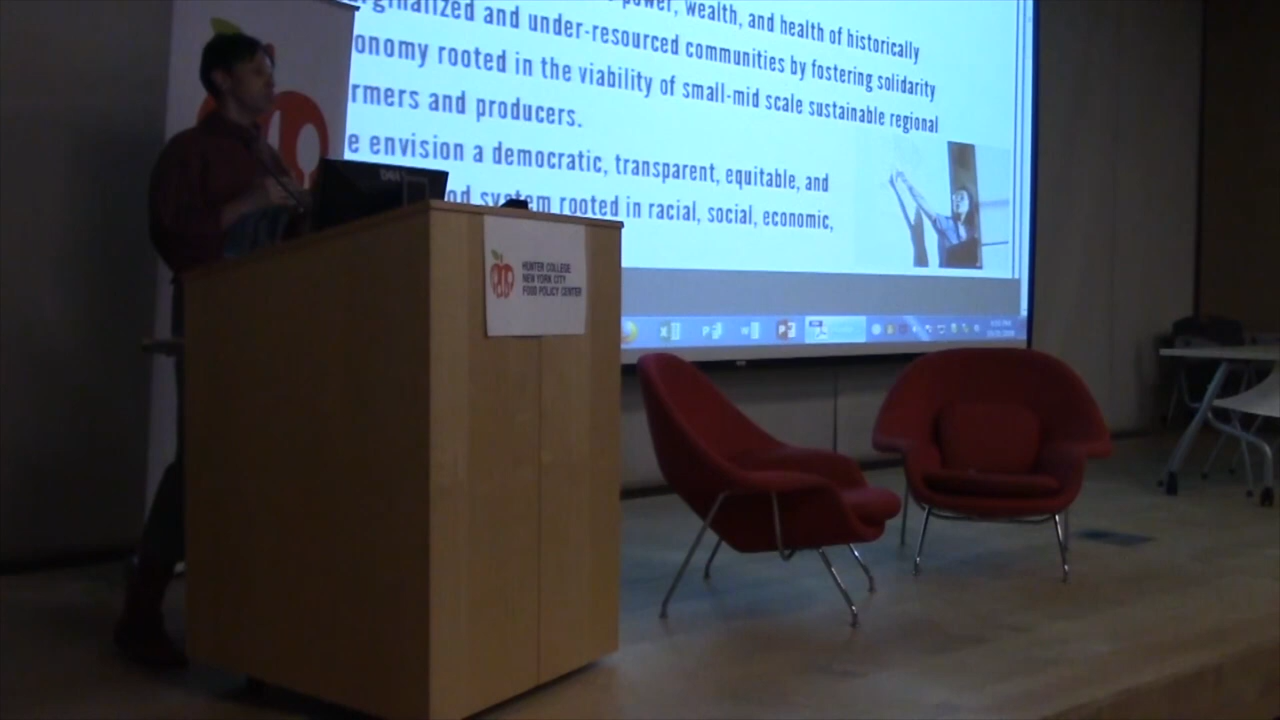 power, wealth, and health of historically
rginalized and under-resourced communities by fostering solidarity
onomy rooted in the viability of small-mid scale sustainable regional
rmers and producers.
e envision a democratic, transparent, equitable, and
od system rooted in racial, social, economic,
DELL
HUNTER COLLEGE
NEW YORK CITY
FOOD POLICY CENTER